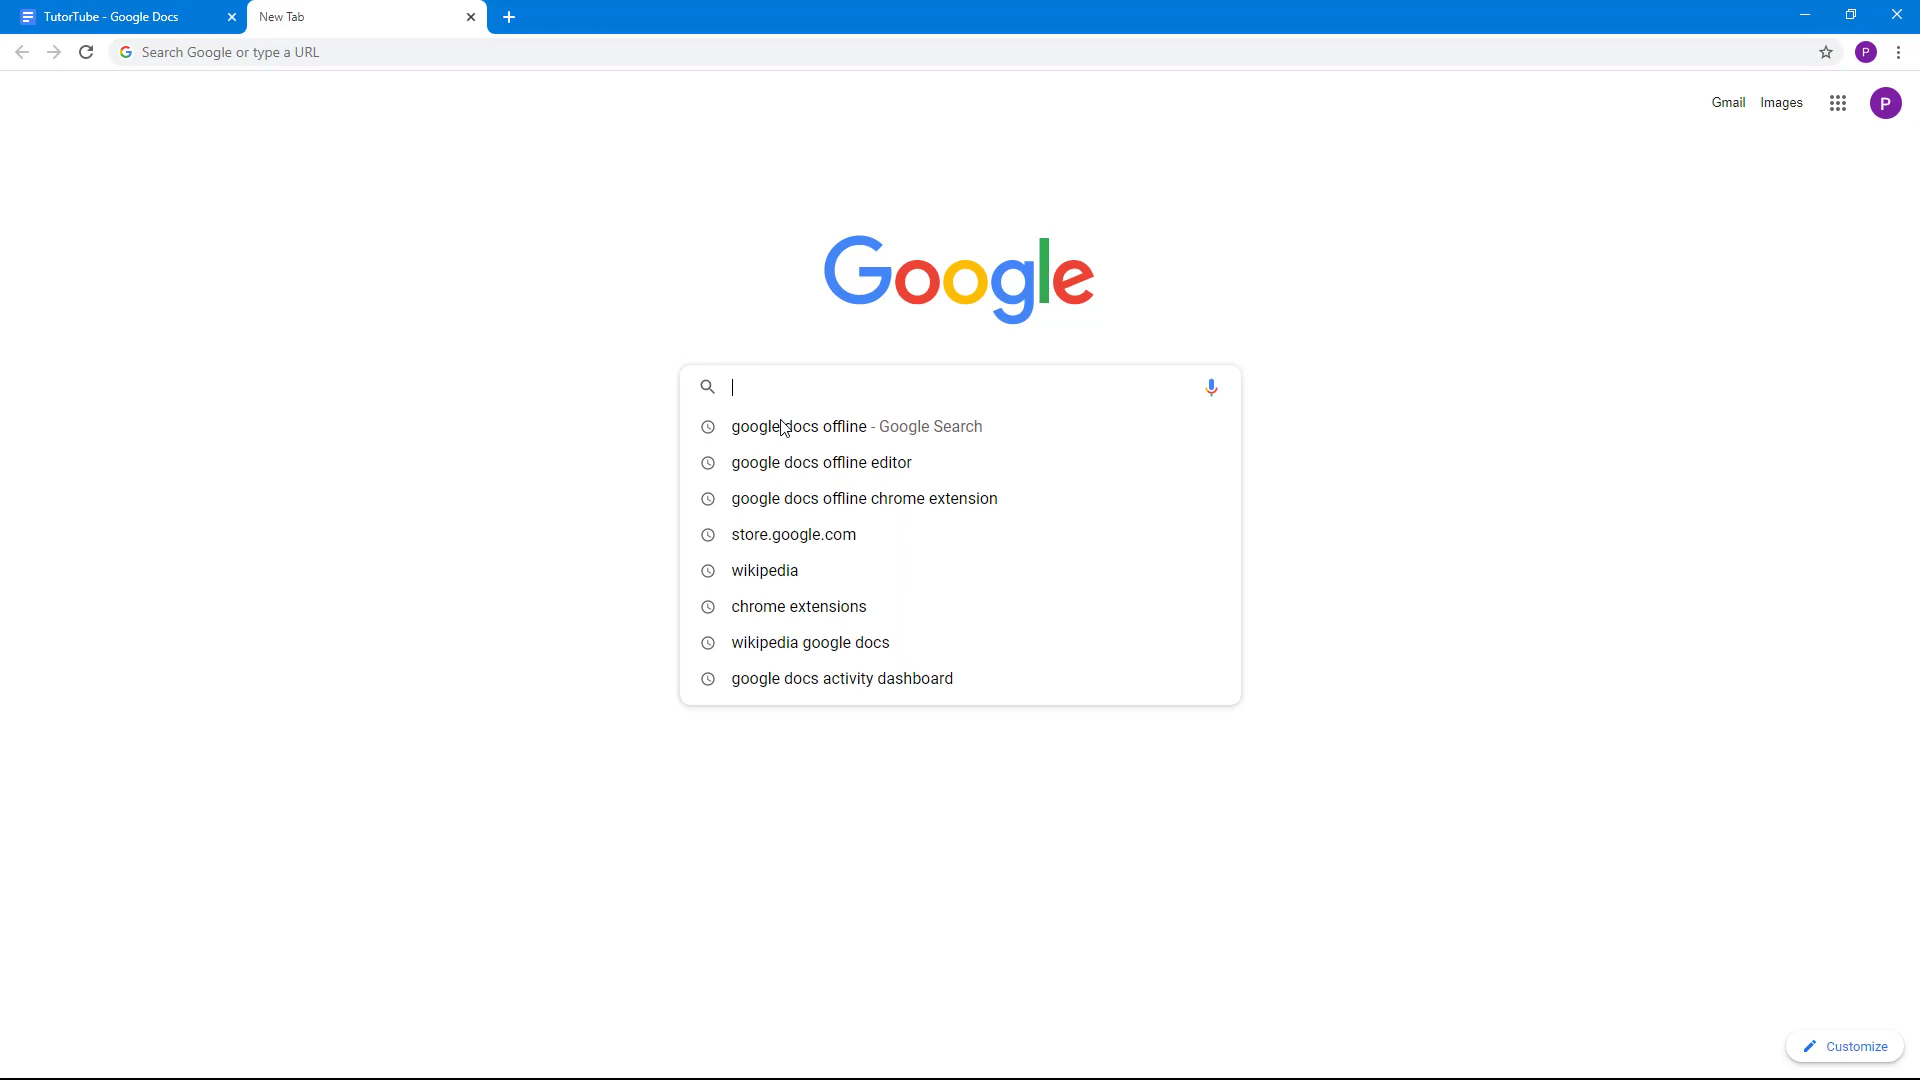 TutorTube - Google Docs
New Tab
Search Google or type a URL
P
Gmail
Images
P
Google
google docs offline - Google Search
google docs offline editor
google docs offline chrome extension
store.google.com
wikipedia
chrome extensions
wikipedia google docs
google docs activity dashboard
Customize